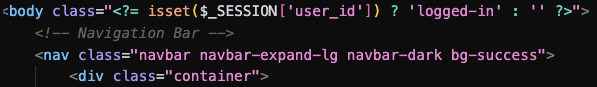 <body class="<?= isset($_SESSION['user_id']) ? 'logged-in' : '' ?>">
<!-- Navigation Bar -->
<nav class="navbar navbar-expand-lg navbar-dark bg-success">
<div class="container">